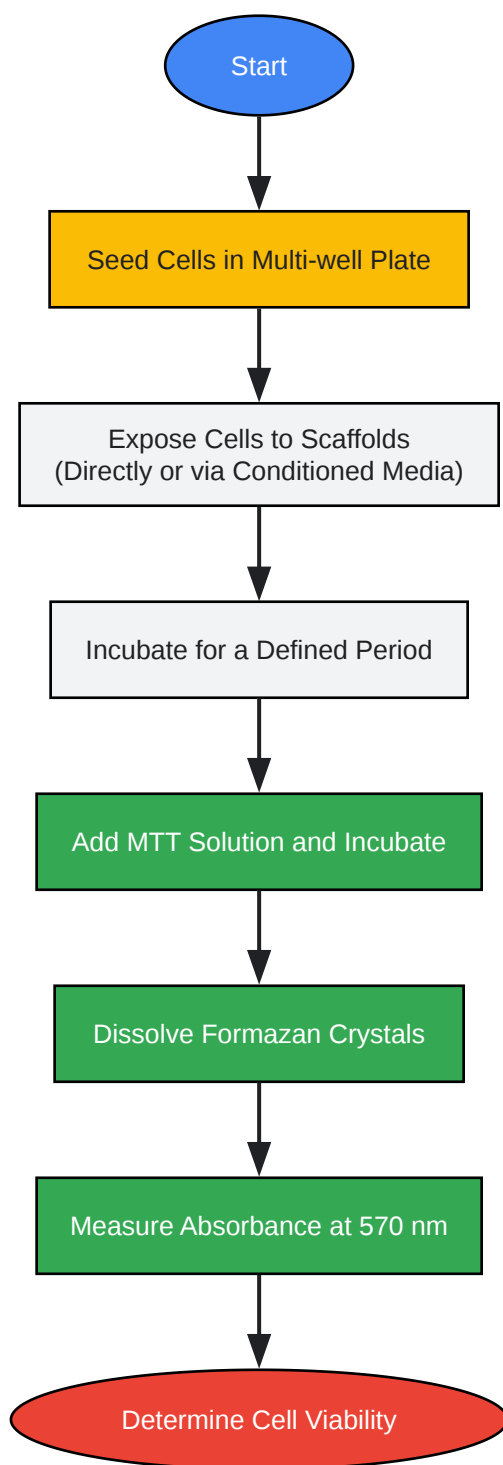 Start
Seed Cells in Multi-well Plate
Expose Cells to Scaffolds
(Directly or via Conditioned Media)
Incubate for a Defined Period
Add MTT Solution and Incubate
Dissolve Formazan Crystals
Measure Absorbance at 570 nm
Determine Cell Viability